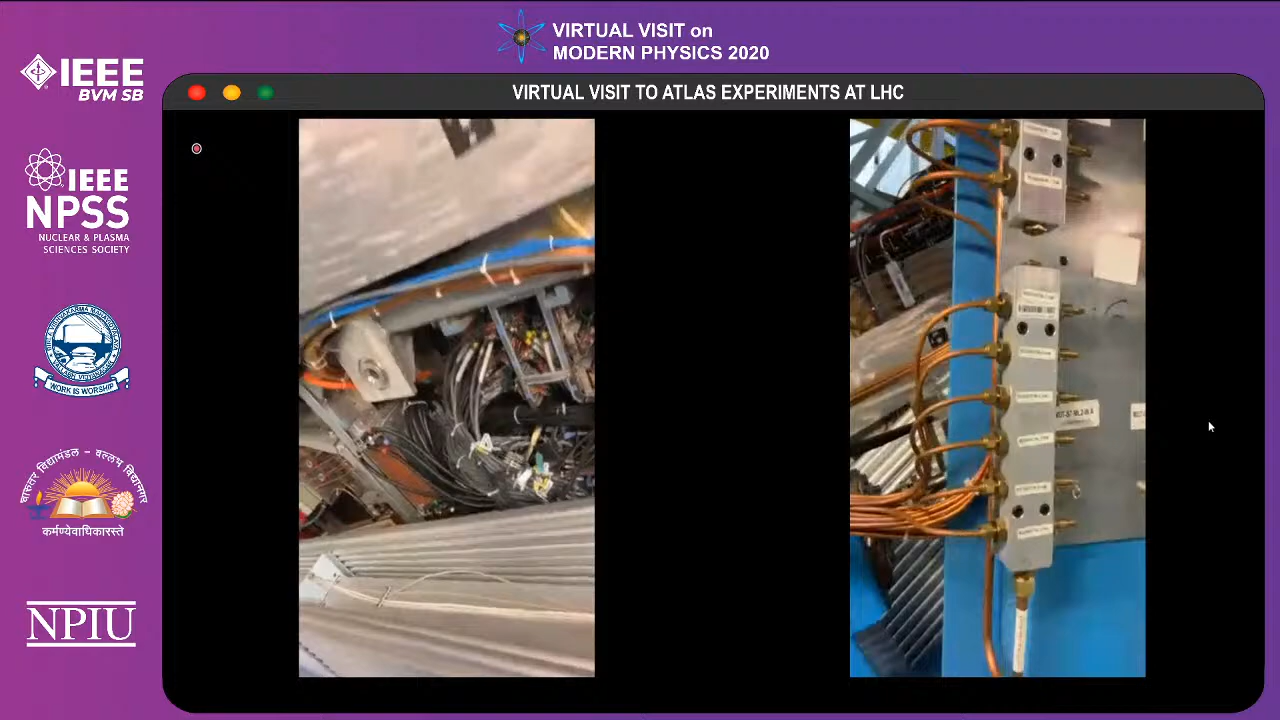 VIRTUAL VISIT on
MODERN PHYSICS 2020
IEEE
BVM SB
VIRTUAL VISIT TO ATLAS EXPERIMENTS AT LHC
IEEE
NPSS
NUCLEAR & PLASMA
SCIENCES SOCIETY
WORK IS WORSHIP
चारुतर विद्यामंडल - वल्लभ विद्यानगर
कर्मण्येवाधिकारस्ते
NPIU